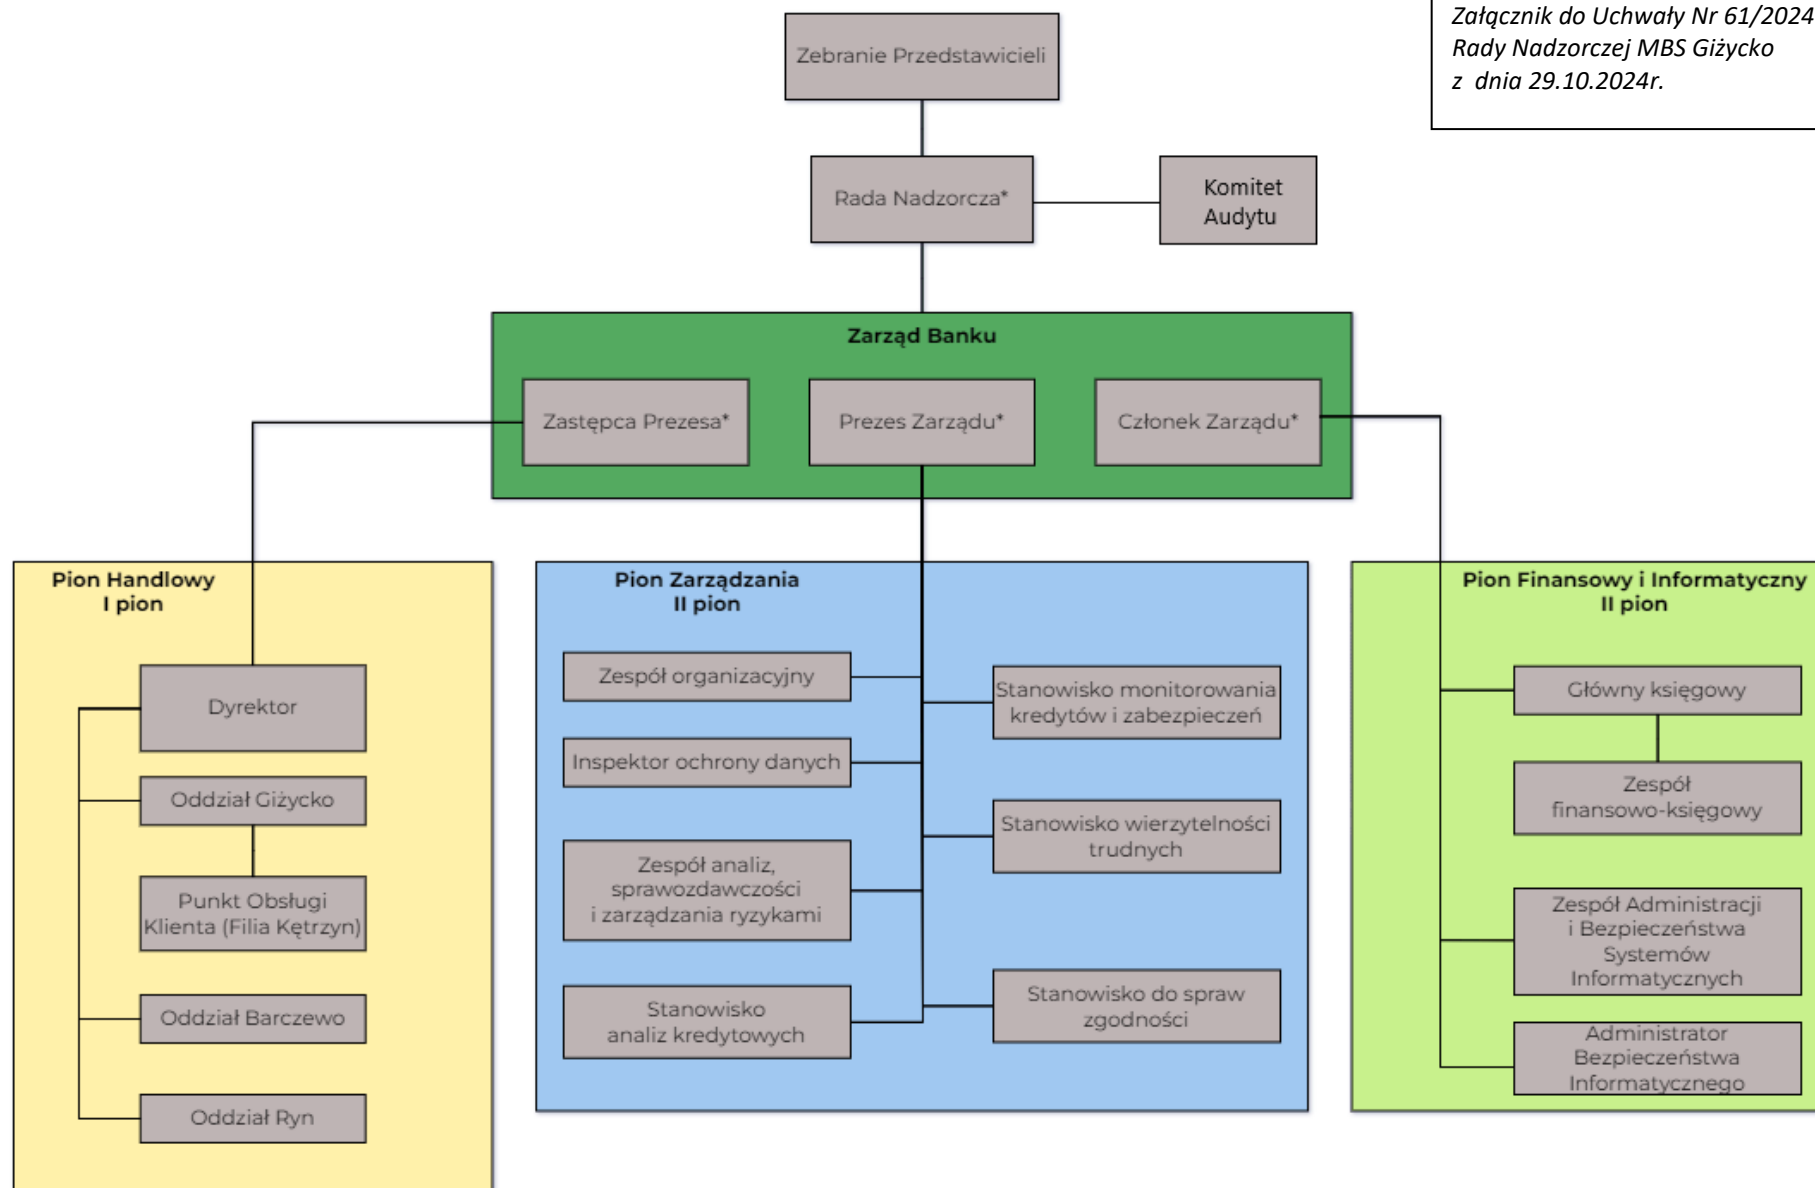 Załącznik do Uchwały Nr 61/2024
Rady Nadzorczej MBS Giżycko
z dnia 29.10.2024r.
Zebranie Przedstawicieli
Rada Nadzorcza*
Komitet
Audytu
Zarząd Banku
Zastępca Prezesa*
Prezes Zarządu*
Członek Zarządu*
Pion Handlowy
I pion
Dyrektor
Oddział Giżycko
Punkt Obsługi
Klienta (Filia Kętrzyn)
Oddział Barczewo
Oddział Ryn
Pion Zarządzania
II pion
Zespół organizacyjny
Inspektor ochrony danych
Zespół analiz,
sprawozdawczości
i zarządzania ryzykami
Stanowisko
analiz kredytowych
Stanowisko monitorowania
kredytów i zabezpieczeń
Stanowisko wierzytelności
trudnych
Stanowisko do spraw
zgodności
Pion Finansowy i Informatyczny
II pion
Główny księgowy
Zespół
finansowo-księgowy
Zespół Administracji
i Bezpieczeństwa
Systemów
Informatycznych
Administrator
Bezpieczeństwa
Informatycznego